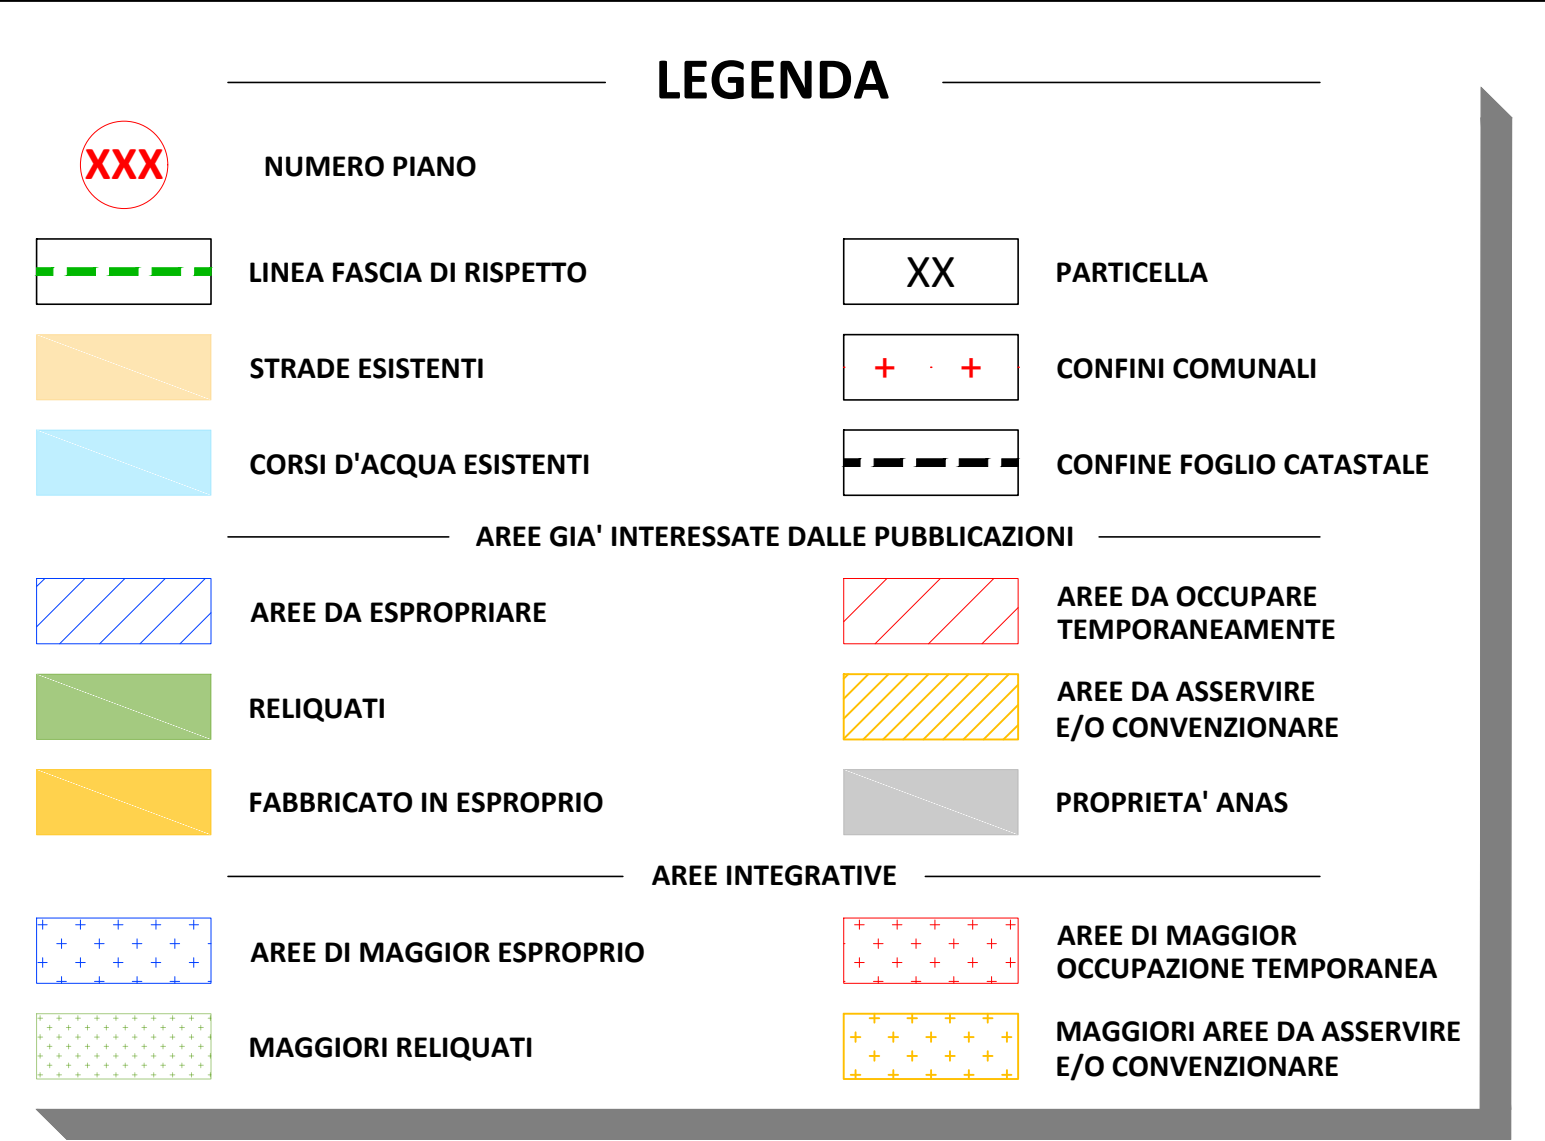 LEGENDA
XXX
NUMERO PIANO
LINEA FASCIA DI RISPETTO
XX
PARTICELLA
STRADE ESISTENTI
CONFINI COMUNALI
CORSI D'ACQUA ESISTENTI
CONFINE FOGLIO CATASTALE
AREE GIA' INTERESSATE DALLE PUBBLICAZIONI
AREE DA ESPROPRIARE
AREE DA OCCUPARE
TEMPORANEAMENTE
RELIQUATI
AREE DA ASSERVIRE
E/O CONVENZIONARE
FABBRICATO IN ESPROPRIO
PROPRIETA' ANAS
AREE INTEGRATIVE
AREE DI MAGGIOR ESPROPRIO
AREE DI MAGGIOR
OCCUPAZIONE TEMPORANEA
MAGGIORI RELIQUATI
MAGGIORI AREE DA ASSERVIRE
E/O CONVENZIONARE